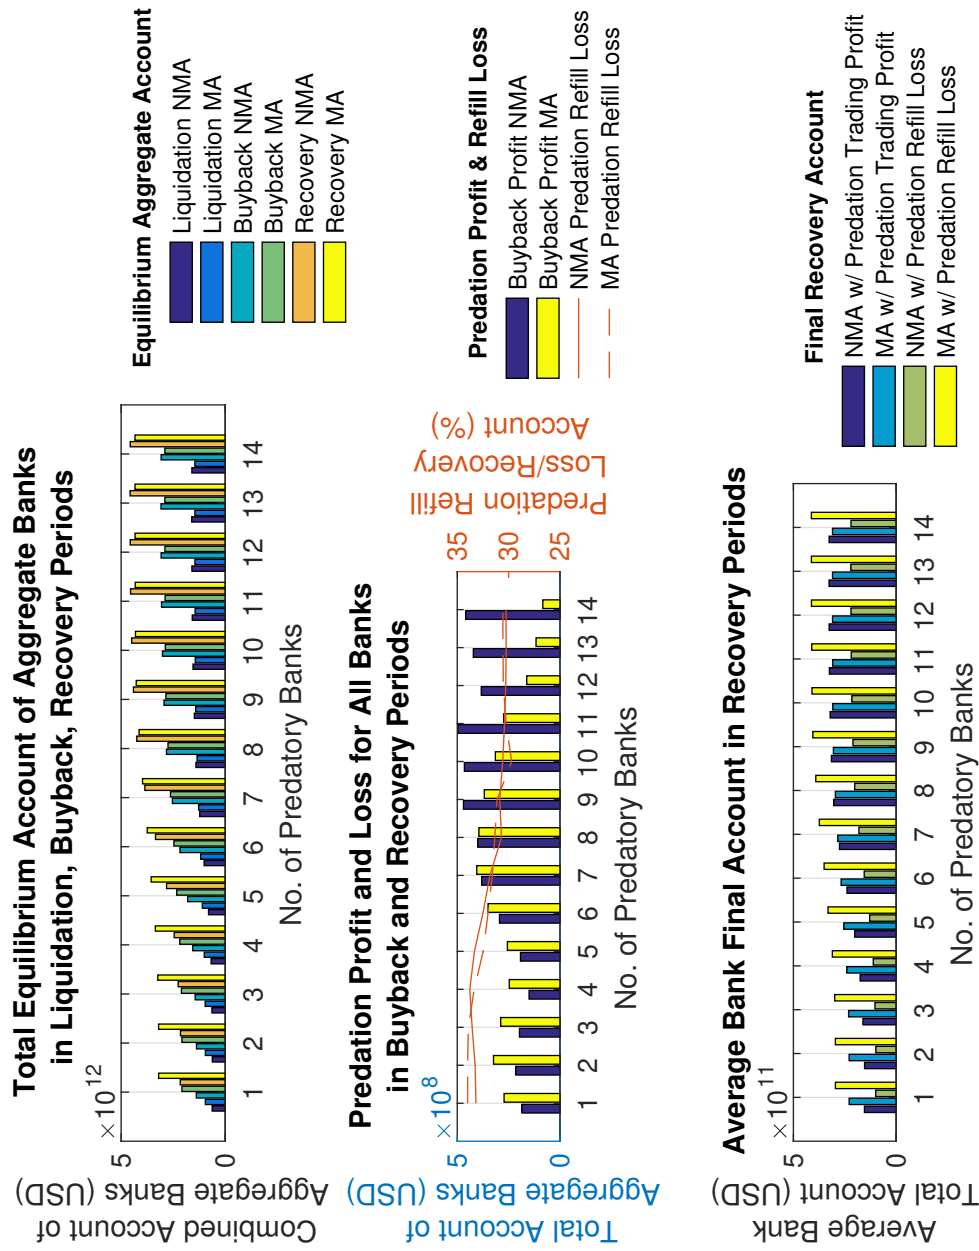 Total Equilibrium Account of Aggregate Banks
in Liquidation, Buyback, Recovery Periods
Combined Account of
Aggregate Banks (USD)
×10^12
5
0
1 2 3 4 5 6 7 8 9 10 11 12 13 14
No. of Predatory Banks
Equilibrium Aggregate Account
Liquidation NMA
Liquidation MA
Buyback NMA
Buyback MA
Recovery NMA
Recovery MA
Predation Profit and Loss for All Banks
in Buyback and Recovery Periods
Total Account of
Aggregate Banks (USD)
×10^8
5
0
1 2 3 4 5 6 7 8 9 10 11 12 13 14
No. of Predatory Banks
35
30
25
Predation Refill
Loss/Recovery
Account (%)
Predation Profit & Refill Loss
Buyback Profit NMA
Buyback Profit MA
NMA Predation Refill Loss
MA Predation Refill Loss
Average Bank Final Account in Recovery Periods
Average Bank
Total Account (USD)
×10^11
5
0
1 2 3 4 5 6 7 8 9 10 11 12 13 14
No. of Predatory Banks
Final Recovery Account
NMA w/ Predation Trading Profit
MA w/ Predation Trading Profit
NMA w/ Predation Refill Loss
MA w/ Predation Refill Loss